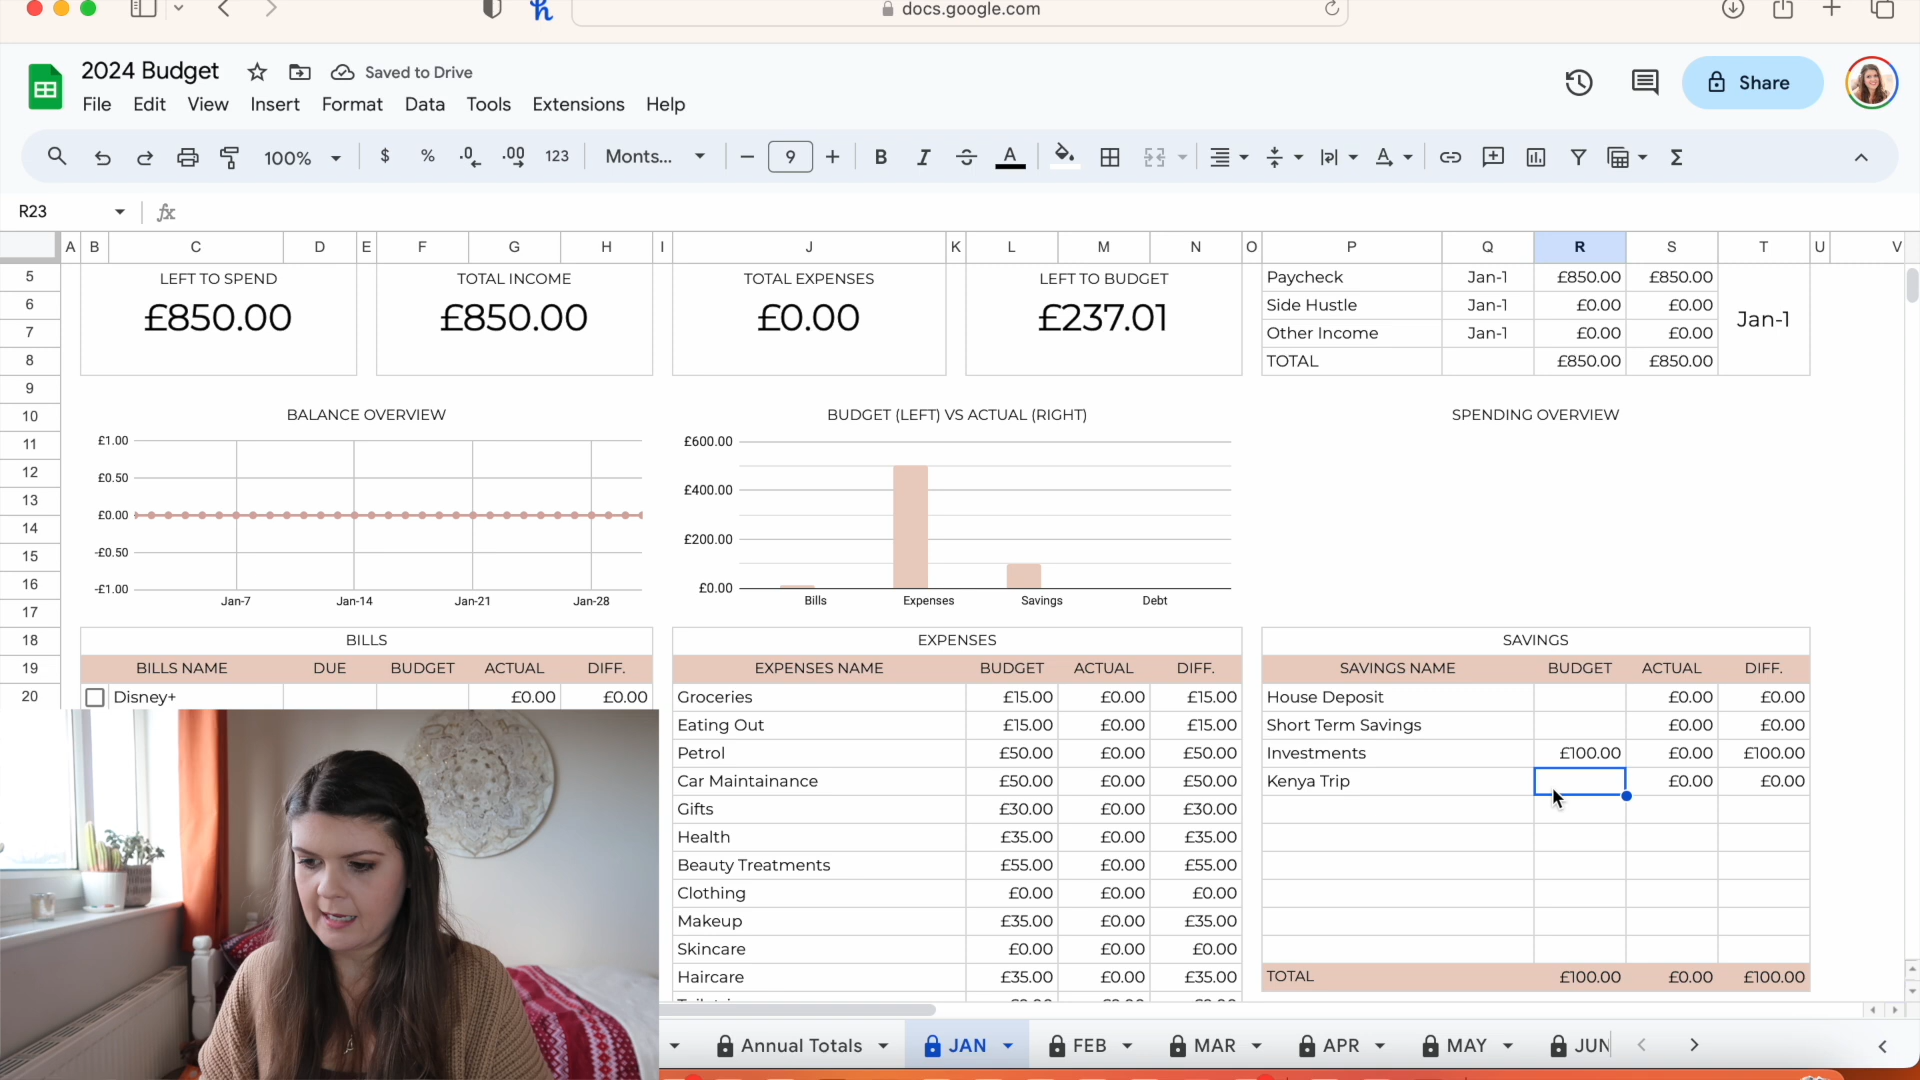 docs.google.com
2024 Budget Saved to Drive
File Edit View Insert Format Data Tools Extensions Help
Share
100% $ % .0 .00 123 Monts... 9 B I A
R23 fx
A B C D E F G H I J K L M N O P Q R S T U V
5 LEFT TO SPEND TOTAL INCOME TOTAL EXPENSES LEFT TO BUDGET Paycheck Jan-1 £850.00 £850.00
6 £850.00 £850.00 £0.00 £237.01 Side Hustle Jan-1 £0.00 £0.00 Jan-1
7 Other Income Jan-1 £0.00 £0.00
8 TOTAL £850.00 £850.00
9
10 BALANCE OVERVIEW BUDGET (LEFT) VS ACTUAL (RIGHT) SPENDING OVERVIEW
11 £1.00 £600.00
12 £0.50 £400.00
13 £0.00
14 -£0.50
15 £200.00
16 -£1.00 £0.00
17 Jan-7 Jan-14 Jan-21 Jan-28 Bills Expenses Savings Debt
18 BILLS EXPENSES SAVINGS
19 BILLS NAME DUE BUDGET ACTUAL DIFF. EXPENSES NAME BUDGET ACTUAL DIFF. SAVINGS NAME BUDGET ACTUAL DIFF.
20 Disney+ £0.00 £0.00 Groceries £15.00 £0.00 £15.00 House Deposit £0.00 £0.00
Eating Out £15.00 £0.00 £15.00 Short Term Savings £0.00 £0.00
Petrol £50.00 £0.00 £50.00 Investments £100.00 £0.00 £100.00
Car Maintainance £50.00 £0.00 £50.00 Kenya Trip £0.00 £0.00
Gifts £30.00 £0.00 £30.00
Health £35.00 £0.00 £35.00
Beauty Treatments £55.00 £0.00 £55.00
Clothing £0.00 £0.00 £0.00
Makeup £35.00 £0.00 £35.00
Skincare £0.00 £0.00 £0.00
Haircare £35.00 £0.00 £35.00 TOTAL £100.00 £0.00 £100.00
Annual Totals JAN FEB MAR APR MAY JUN